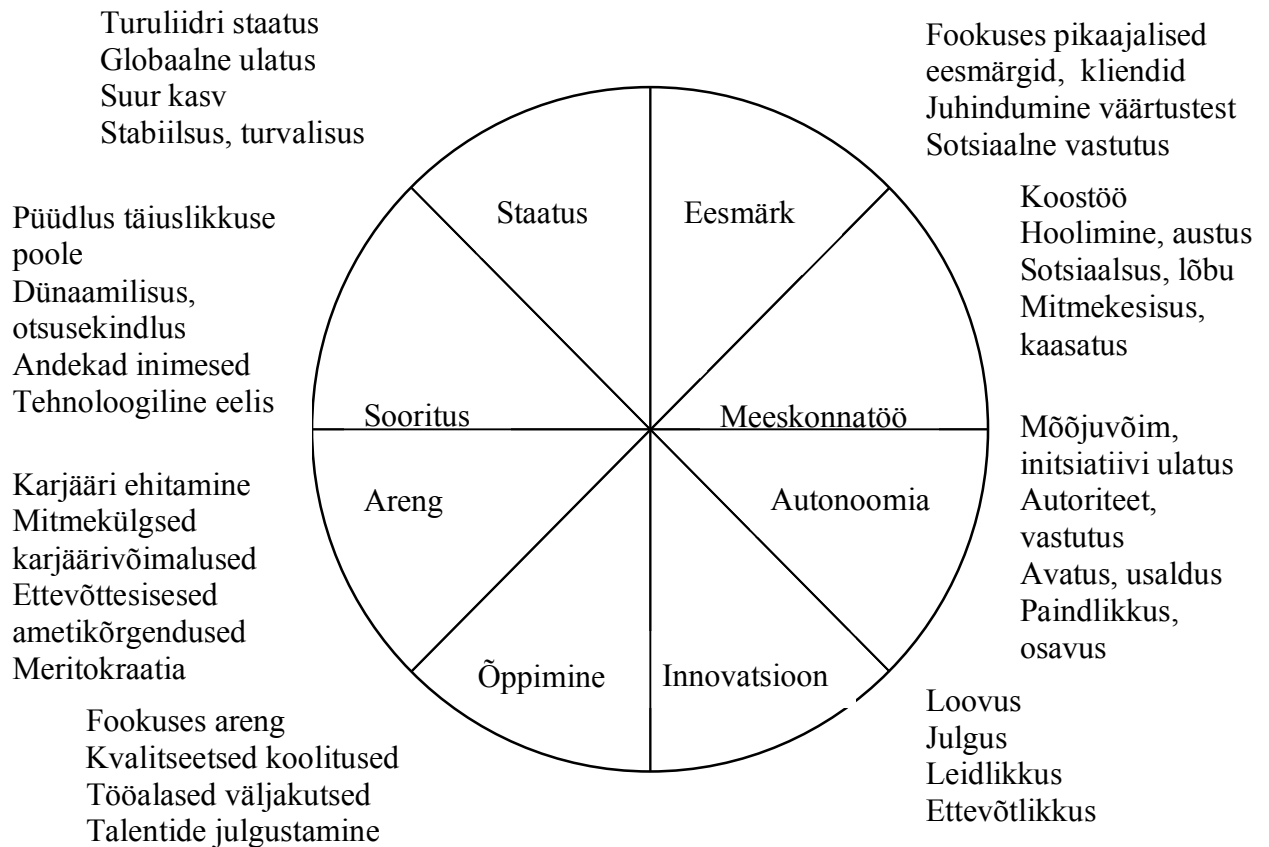 Turuliidri staatus
Globaalne ulatus
Suur kasv
Stabiilsus, turvalisus
Fookuses pikaajalised
eesmärgid, kliendid
Juhindumine väärtustest
Sotsiaalne vastutus
Staatus
Eesmärk
Püüdlus täiuslikkuse
poole
Dünaamilisus,
otsusekindlus
Andekad inimesed
Tehnoloogiline eelis
Koostöö
Hoolimine, austus
Sotsiaalsus, lõbu
Mitmekesisus,
kaasatus
Sooritus
Meeskonnatöö
Karjääri ehitamine
Mitmekülgsed
karjäärivõimalused
Ettevõttesisesed
ametikõrgendused
Meritokraatia
Areng
Autonoomia
Mõõjuvõim,
initsiatiivi ulatus
Autoriteet,
vastutus
Avatus, usaldus
Paindlikkus,
osavus
Õppimine
Innovatsioon
Fookuses areng
Kvalitseetsed koolitused
Tööalased väljakutsed
Talentide julgustamine
Loovus
Julgus
Leidlikkus
Ettevõtlikkus